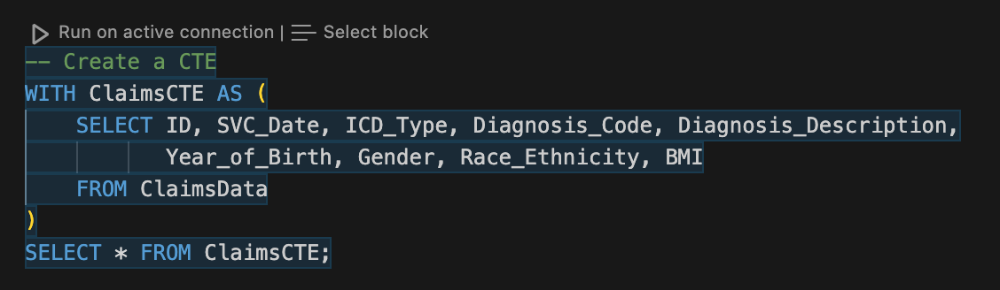 Run on active connection | Select block
-- Create a CTE
WITH ClaimsCTE AS (
    SELECT ID, SVC_Date, ICD_Type, Diagnosis_Code, Diagnosis_Description,
           Year_of_Birth, Gender, Race_Ethnicity, BMI
    FROM ClaimsData
)
SELECT * FROM ClaimsCTE;